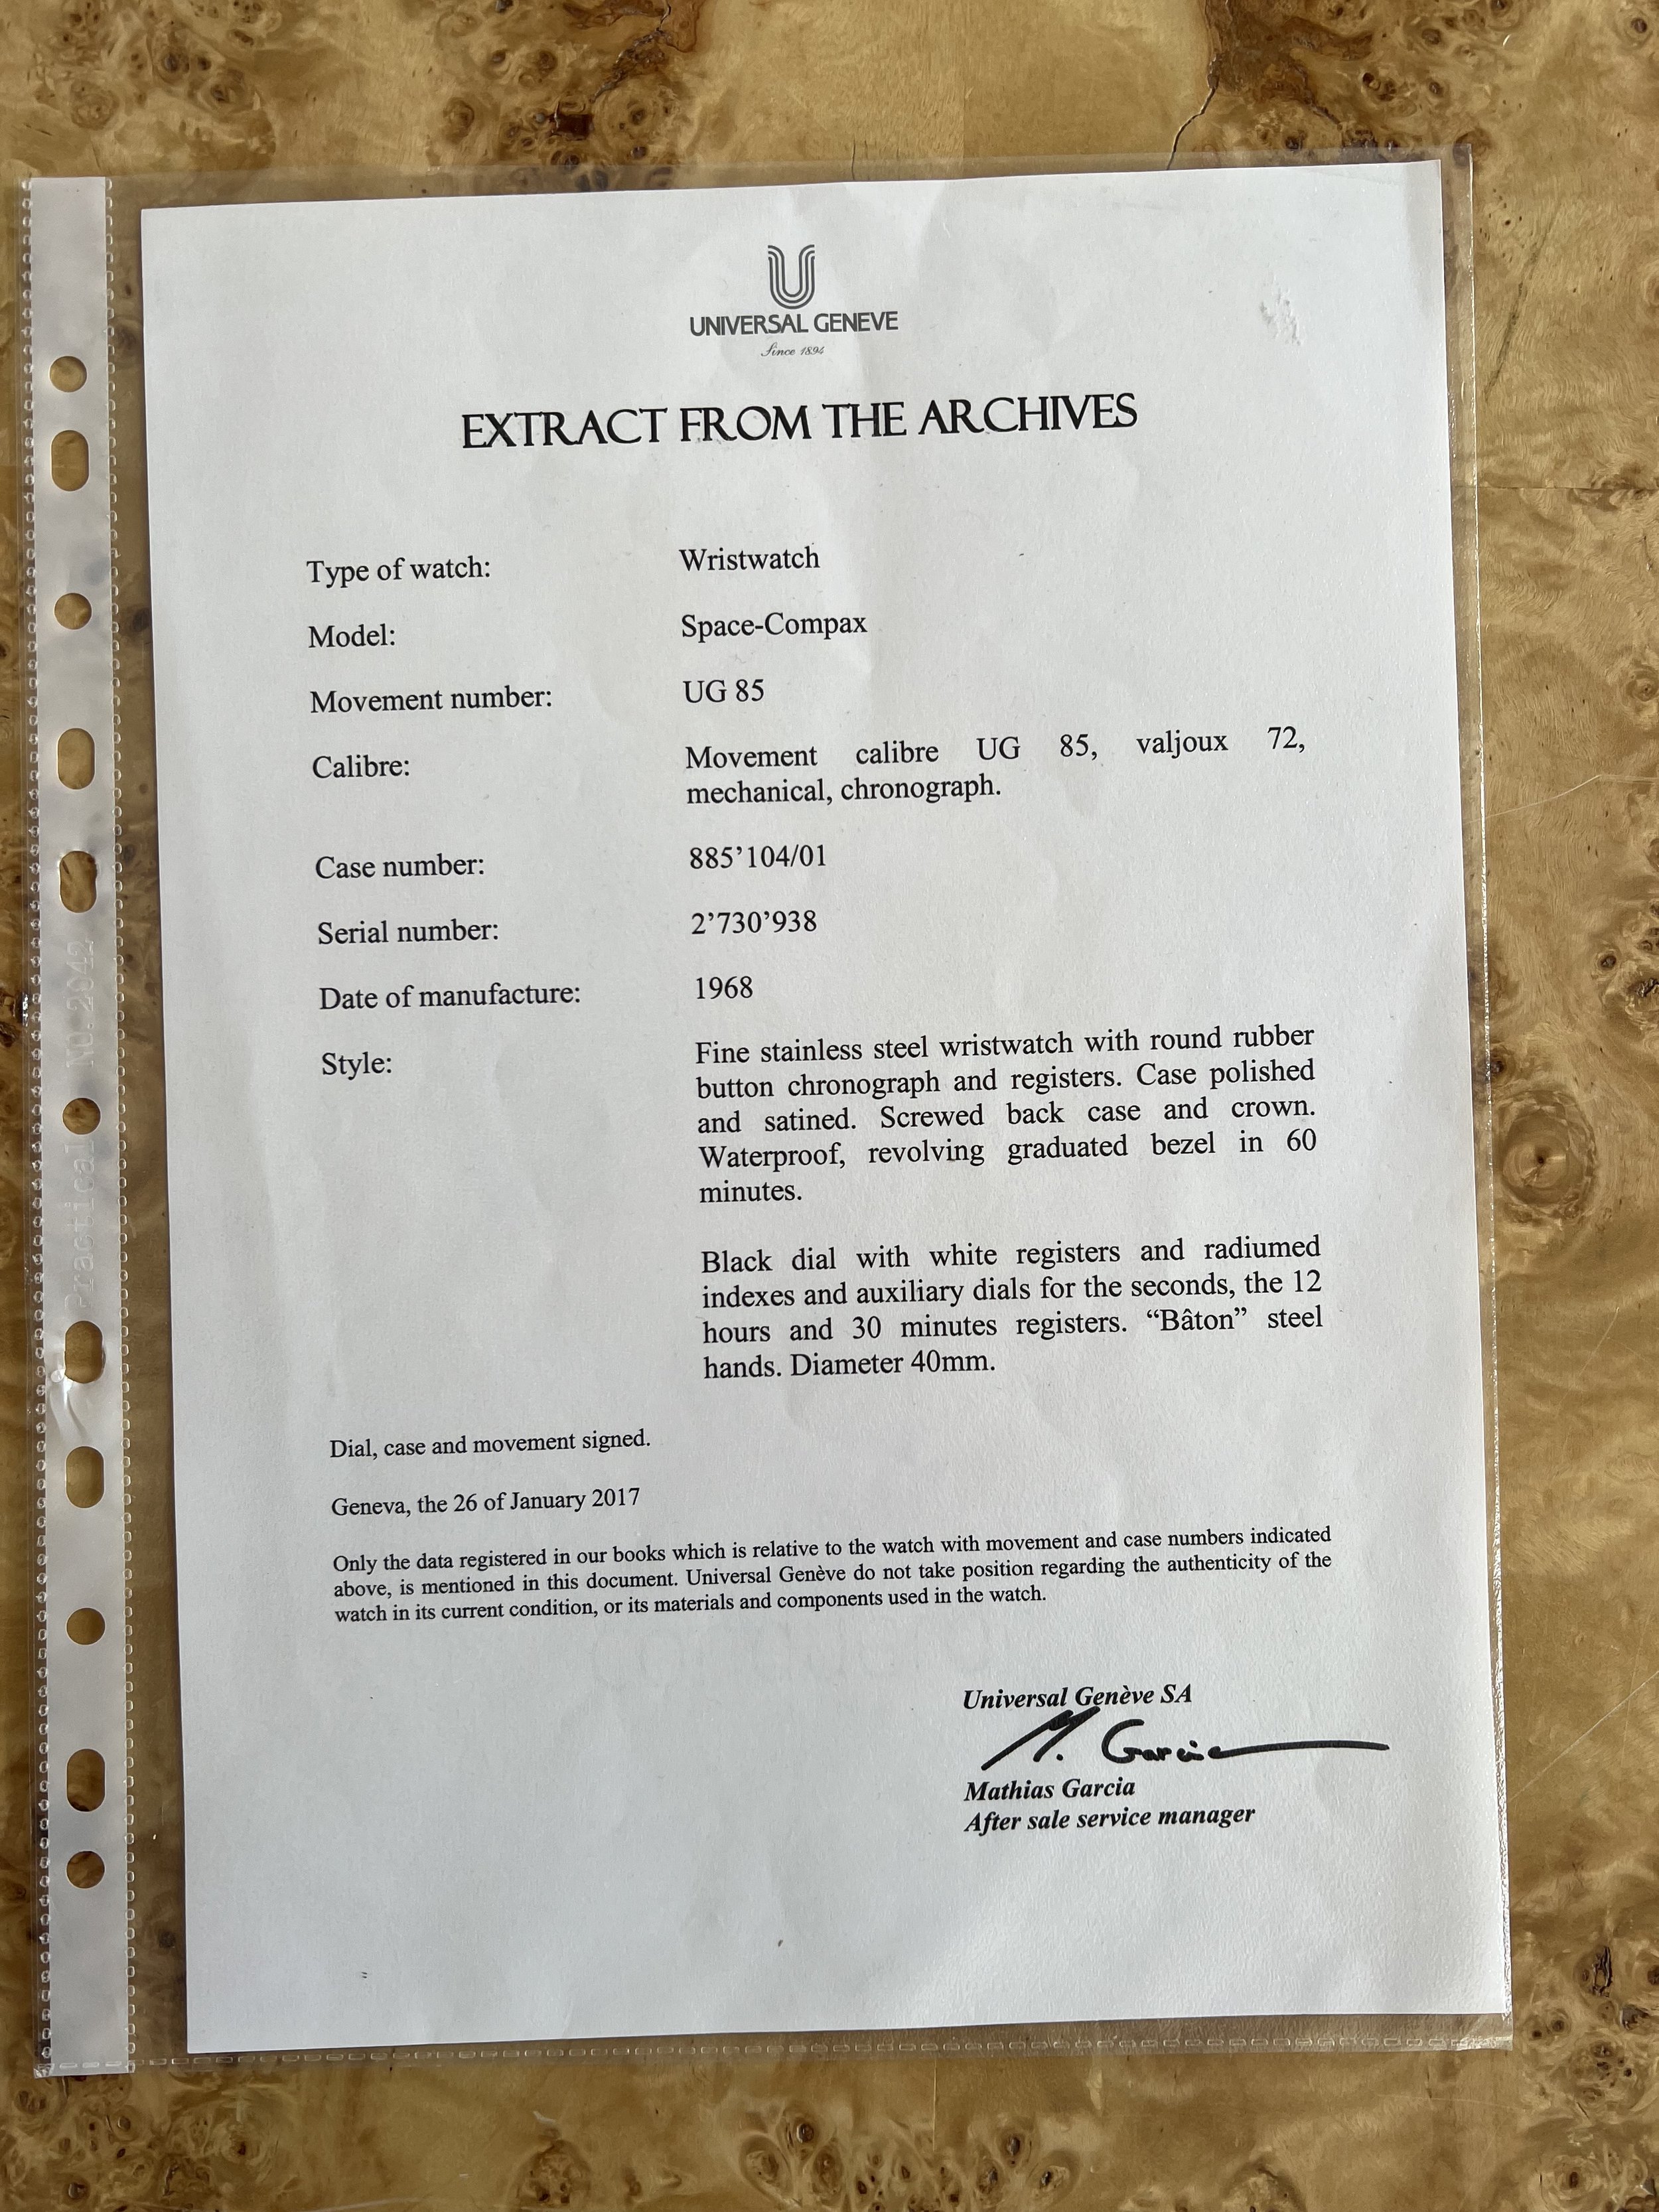 UNIVERSAL GENEVE
Since 1894
EXTRACT FROM THE ARCHIVES
Type of watch: Wristwatch
Model: Space-Compax
Movement number: UG 85
Calibre: Movement calibre UG 85, valjoux 72,
mechanical, chronograph.
Case number: 885’104/01
Serial number: 2’730’938
Date of manufacture: 1968
Style: Fine stainless steel wristwatch with round rubber
button chronograph and registers. Case polished
and satined. Screwed back case and crown.
Waterproof, revolving graduated bezel in 60
minutes.
Black dial with white registers and radiumed
indexes and auxiliary dials for the seconds, the 12
hours and 30 minutes registers. “Bâton” steel
hands. Diameter 40mm.
Dial, case and movement signed.
Geneva, the 26 of January 2017
Only the data registered in our books which is relative to the watch with movement and case numbers indicated
above, is mentioned in this document. Universal Genève do not take position regarding the authenticity of the
watch in its current condition, or its materials and components used in the watch.
Universal Genève SA
M. Garcia
Mathias Garcia
After sale service manager
Practical NO. 2042